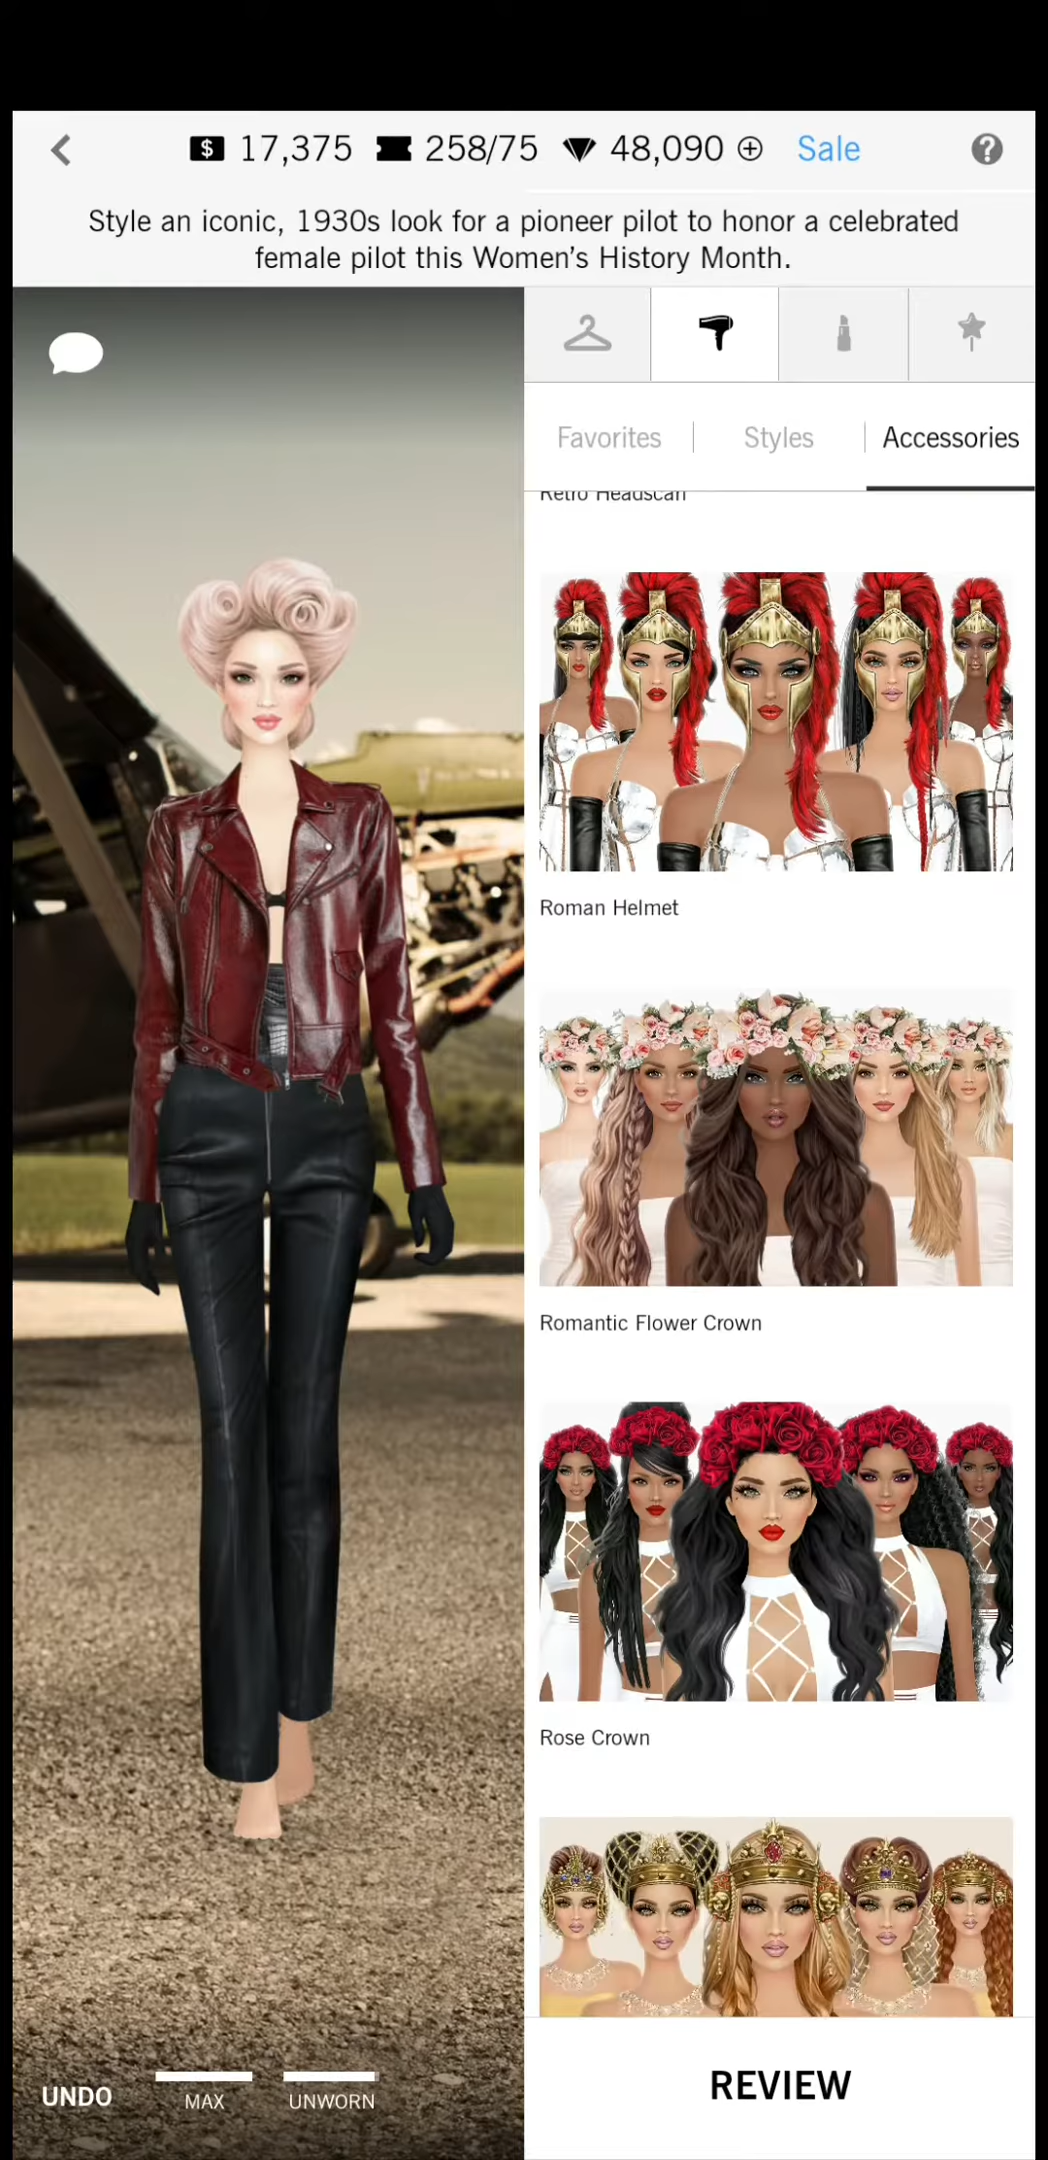 $ 17,375 258/75 48,090 Sale ?
Style an iconic, 1930s look for a pioneer pilot to honor a celebrated
female pilot this Women's History Month.
Favorites Styles Accessories
Retro Headscarf
Roman Helmet
Romantic Flower Crown
Rose Crown
UNDO MAX UNWORN REVIEW